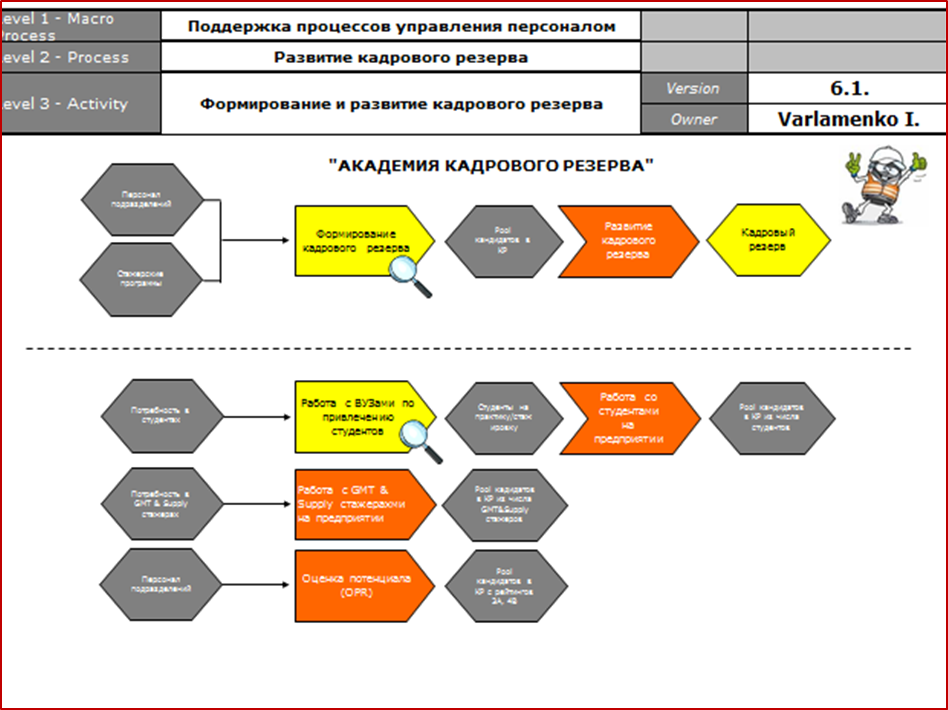 Level 1 - Macro
Process
Поддержка процессов управления персоналом
Level 2 - Process
Развитие кадрового резерва
Level 3 - Activity
Формирование и развитие кадрового резерва
Version
6.1.
Owner
Varlamenko I.
"АКАДЕМИЯ КАДРОВОГО РЕЗЕРВА"
Персонал
подразделений
Стажерские
программы
Формирование
кадрового резерва
Pool
кандидатов в
КР
Развитие
кадрового
резерва
Кадровый
резерв
Потребность в
студентах
Работа с ВУЗами по
привлечению
студентов
Студенты на
практику/стаж
ировку
Работа со
студентами
на
предприятии
Pool кандидатов
в КР из числа
студентов
Потребность в
GMT & Supply
стажерах
Работа с GMT &
Supply стажерахми
на предприятии
Pool кадидатов
в КР из числа
GMT&Supply
стажеров
Персонал
подразделений
Оценка потенциала
(OPR)
Pool
кандидатов в
КР с рейтингов
3А, 4В